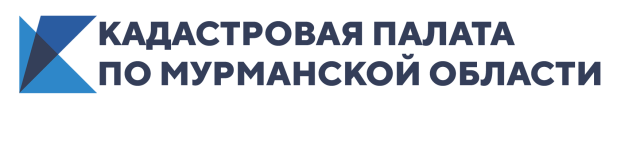 КАДАСТРОВАЯ ПАЛАТА
ПО МУРМАНСКОЙ ОБЛАСТИ